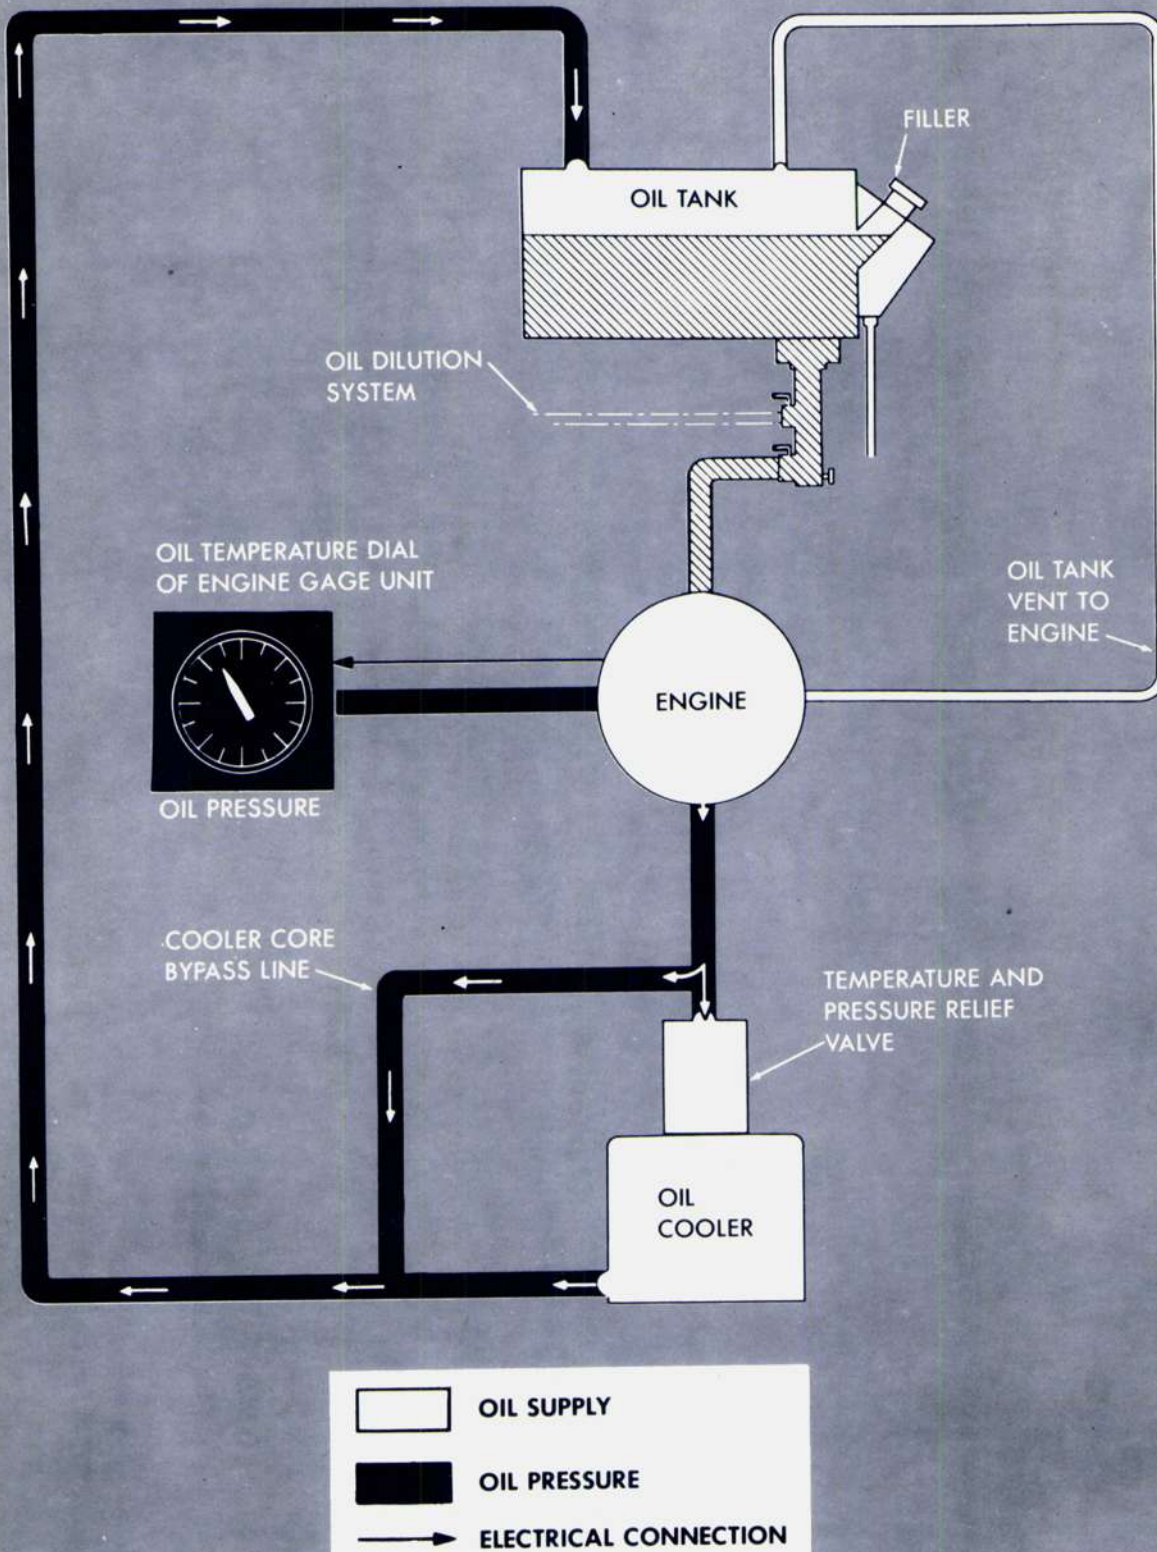 FILLER
OIL TANK
OIL DILUTION
SYSTEM
OIL TEMPERATURE DIAL
OF ENGINE GAGE UNIT
OIL TANK
VENT TO
ENGINE
ENGINE
OIL PRESSURE
COOLER CORE
BYPASS LINE
TEMPERATURE AND
PRESSURE RELIEF
VALVE
OIL
COOLER
OIL SUPPLY
OIL PRESSURE
ELECTRICAL CONNECTION